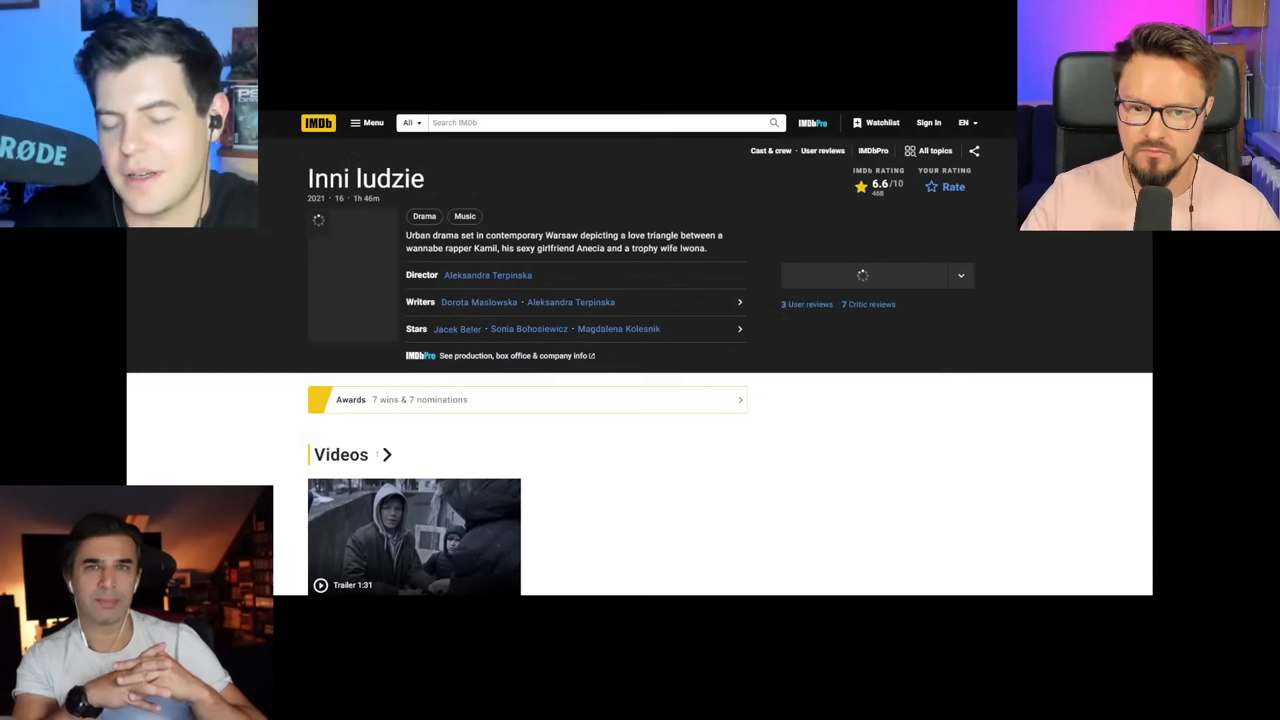 RØDE
IMDb Menu All Search IMDb IMDbPro Watchlist Sign In EN
Cast & crew · User reviews IMDbPro All topics
Inni ludzie
2021 · 16 · 1h 46m
IMDb RATING YOUR RATING
6.6/10 Rate
468
Drama Music
Urban drama set in contemporary Warsaw depicting a love triangle between a
wannabe rapper Kamil, his sexy girlfriend Anecia and a trophy wife Iwona.
Director Aleksandra Terpinska
Writers Dorota Maslowska · Aleksandra Terpinska
Stars Jacek Beler · Sonia Bohosiewicz · Magdalena Kolesnik
3 User reviews 7 Critic reviews
IMDbPro See production, box office & company info
Awards 7 wins & 7 nominations
Videos 1
Trailer 1:31